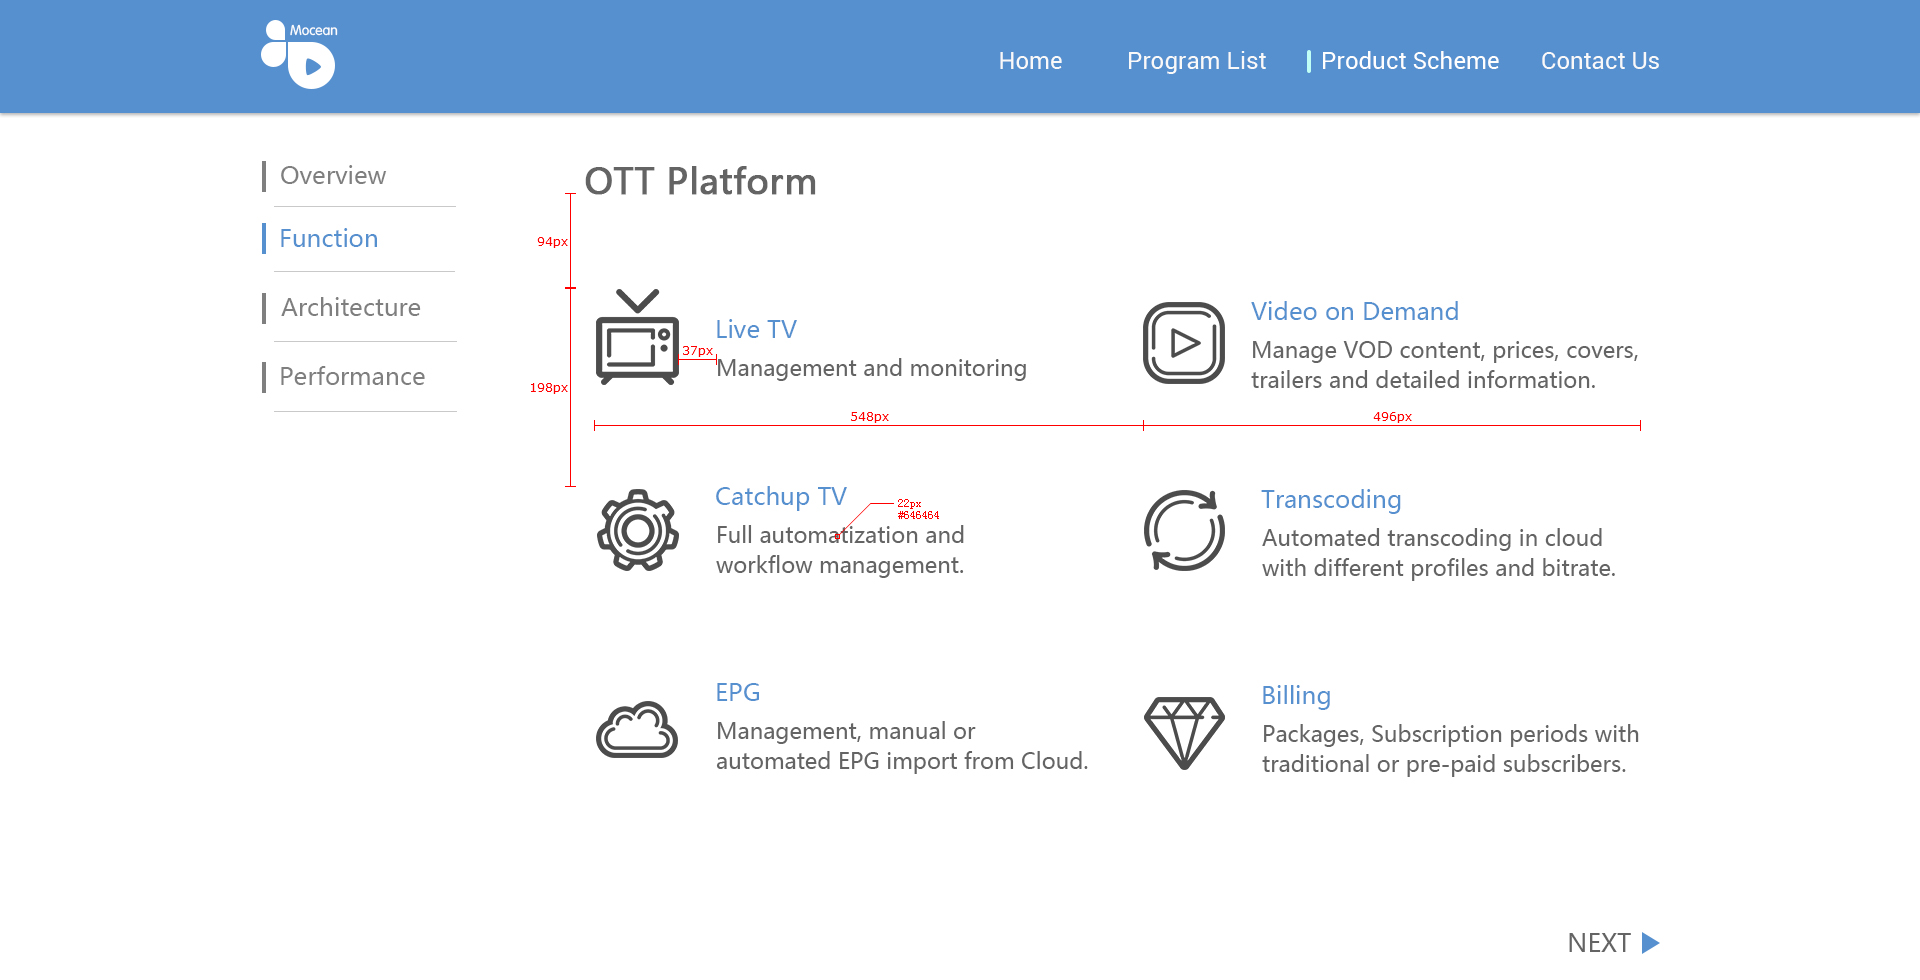 Mocean
Home
Program List
Product Scheme
Contact Us
Overview
Function
Architecture
Performance
OTT Platform
94px
198px
Live TV
37px
Management and monitoring
Video on Demand
Manage VOD content, prices, covers,
trailers and detailed information.
548px
496px
Catchup TV
22px
#646464
Full automatization and
workflow management.
Transcoding
Automated transcoding in cloud
with different profiles and bitrate.
EPG
Management, manual or
automated EPG import from Cloud.
Billing
Packages, Subscription periods with
traditional or pre-paid subscribers.
NEXT